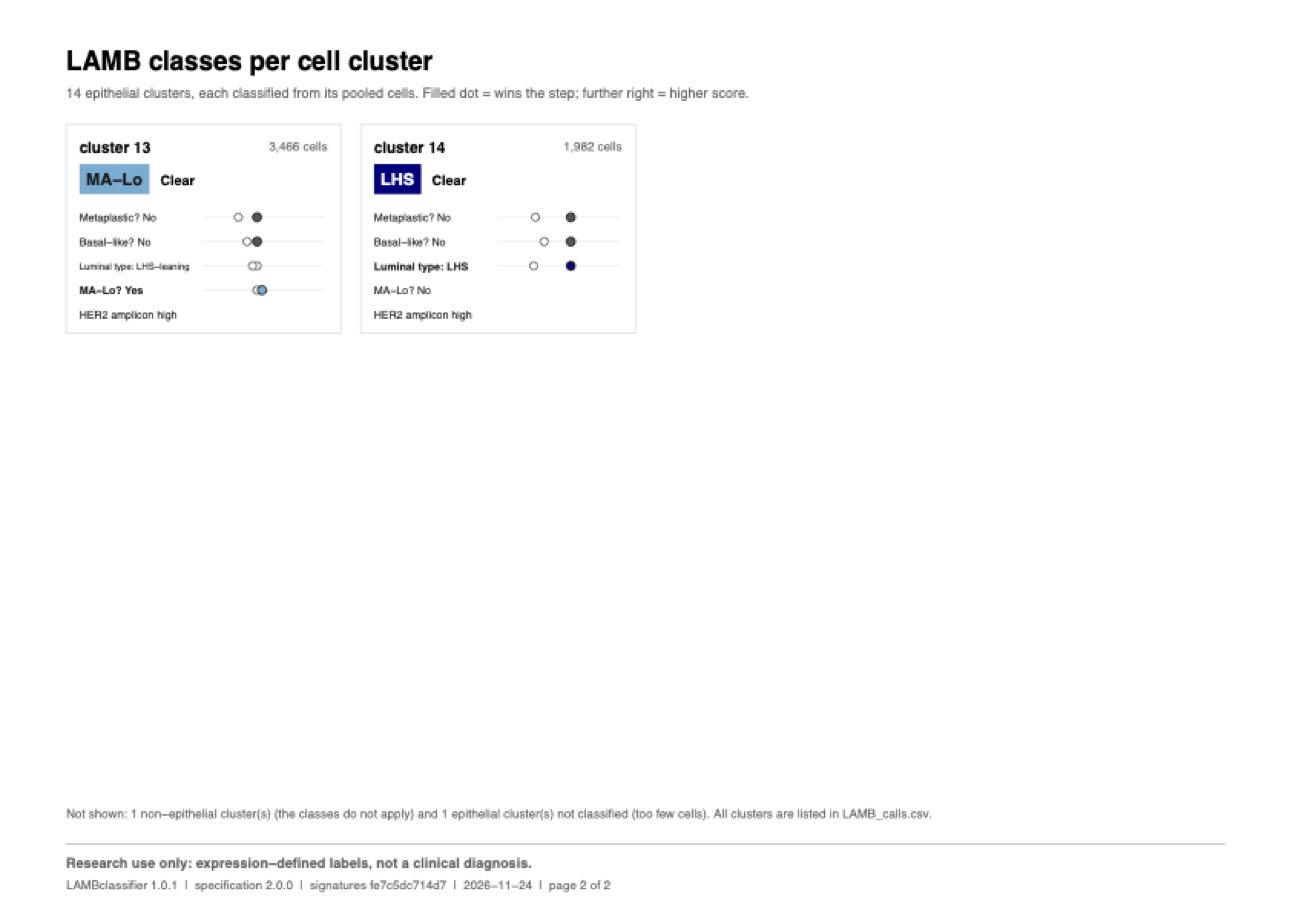 LAMB classes per cell cluster
14 epithelial clusters, each classified from its pooled cells. Filled dot = wins the step; further right = higher score.
cluster 13 3,466 cells
MA–Lo Clear
Metaplastic? No
Basal–like? No
Luminal type: LHS–leaning
MA–Lo? Yes
HER2 amplicon high
cluster 14 1,982 cells
LHS Clear
Metaplastic? No
Basal–like? No
Luminal type: LHS
MA–Lo? No
HER2 amplicon high
Not shown: 1 non–epithelial cluster(s) (the classes do not apply) and 1 epithelial cluster(s) not classified (too few cells). All clusters are listed in LAMB_calls.csv.
Research use only: expression–defined labels, not a clinical diagnosis.
LAMBclassifier 1.0.1 | specification 2.0.0 | signatures fe7c5dc714d7 | 2026–11–24 | page 2 of 2